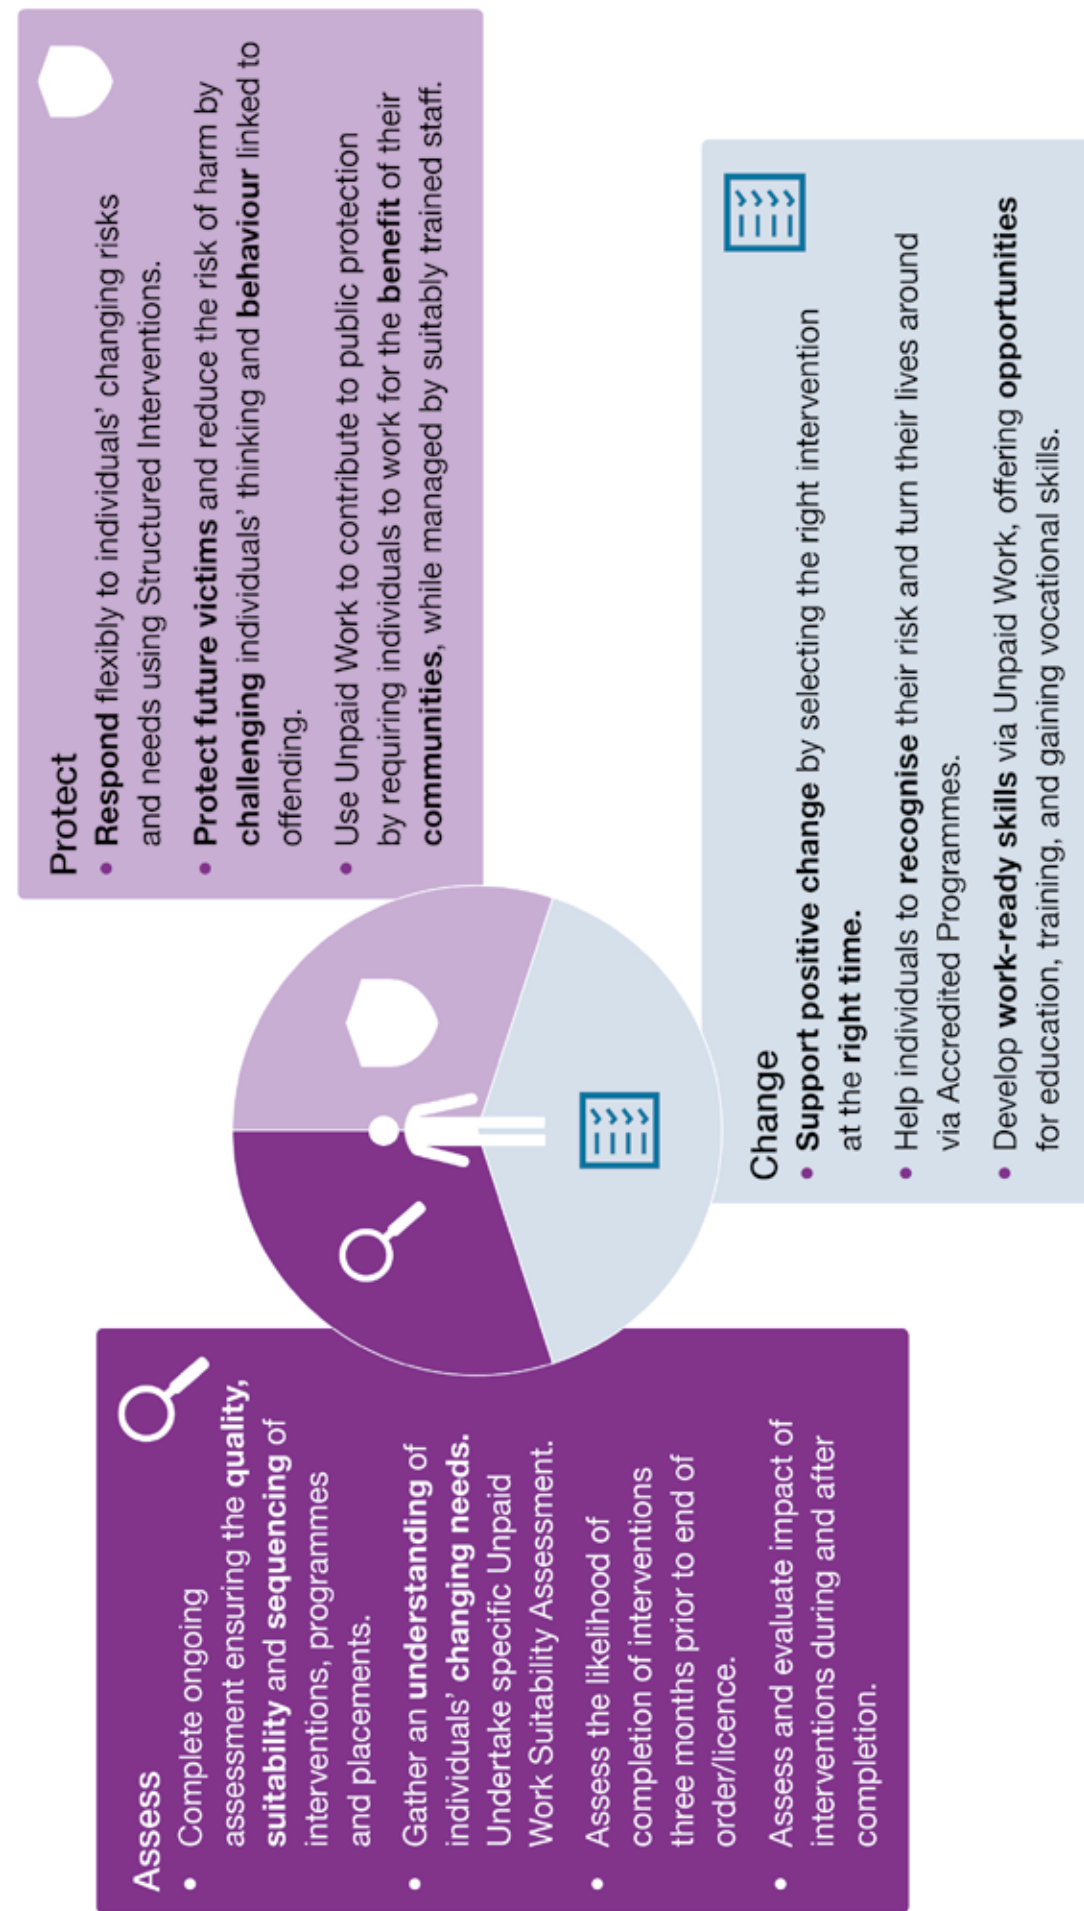 Assess
• Complete ongoing
assessment ensuring the quality,
suitability and sequencing of
interventions, programmes
and placements.
• Gather an understanding of
individuals’ changing needs.
Undertake specific Unpaid
Work Suitability Assessment.
• Assess the likelihood of
completion of interventions
three months prior to end of
order/licence.
• Assess and evaluate impact of
interventions during and after
completion.
Protect
• Respond flexibly to individuals’ changing risks
and needs using Structured Interventions.
• Protect future victims and reduce the risk of harm by
challenging individuals’ thinking and behaviour linked to
offending.
• Use Unpaid Work to contribute to public protection
by requiring individuals to work for the benefit of their
communities, while managed by suitably trained staff.
Change
• Support positive change by selecting the right intervention
at the right time.
• Help individuals to recognise their risk and turn their lives around
via Accredited Programmes.
• Develop work-ready skills via Unpaid Work, offering opportunities
for education, training, and gaining vocational skills.